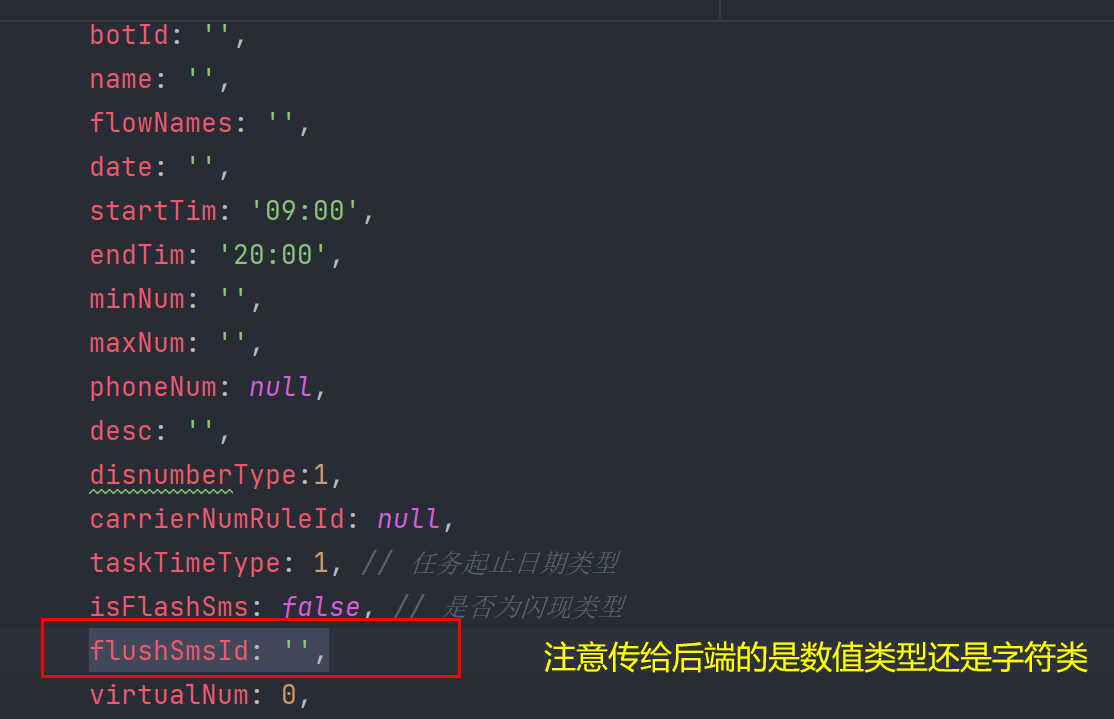 botId: '',
name: '',
flowNames: '',
date: '',
startTim: '09:00',
endTim: '20:00',
minNum: '',
maxNum: '',
phoneNum: null,
desc: '',
disnumberType:1,
carrierNumRuleId: null,
taskTimeType: 1, // 任务起止日期类型
isFlashSms: false, // 是否为闪现类型
flushSmsId: '', 注意传给后端的是数值类型还是字符类
virtualNum: 0,